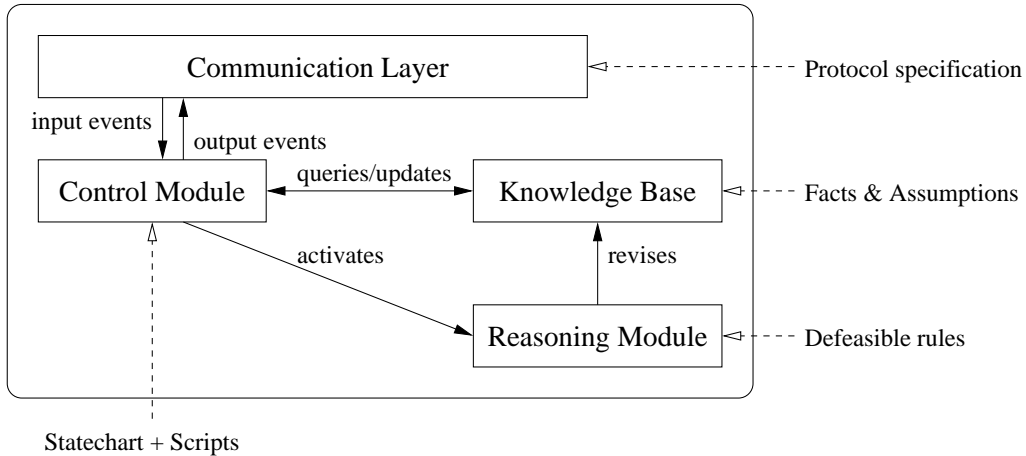 Communication Layer
Protocol specification
input events
output events
Control Module
queries/updates
Knowledge Base
Facts & Assumptions
activates
revises
Reasoning Module
Defeasible rules
Statechart + Scripts